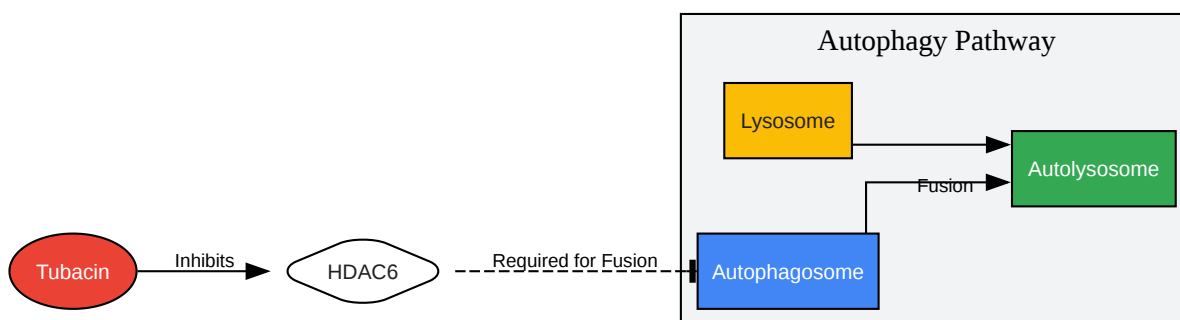 Autophagy Pathway
Lysosome
Autolysosome
Fusion
Tubacin
Inhibits
HDAC6
Required for Fusion
Autophagosome